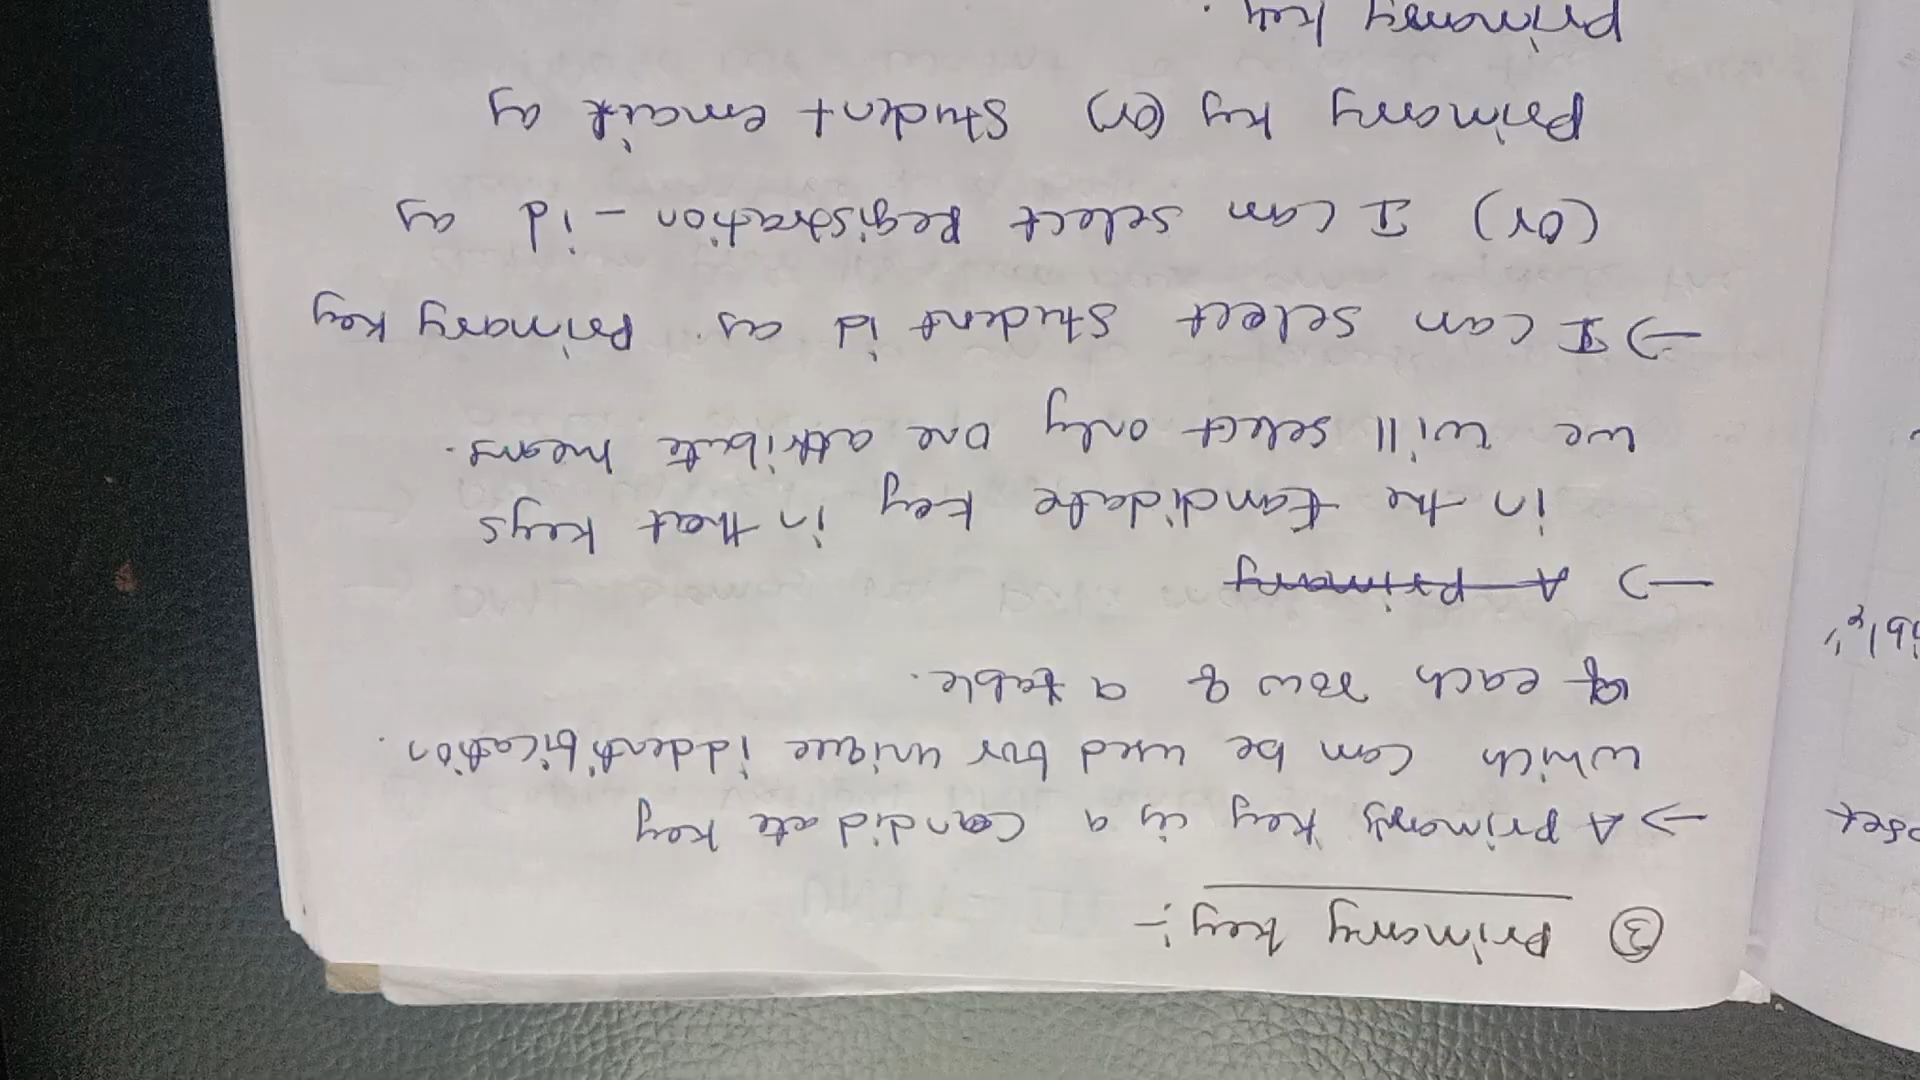 ③ Primary key:-
→ A primary key is a Candidate key
which can be used for unique iddentification.
of each row of a table.
→ A Primary
in the Candidate key in that keys
we will select only one attribute means.
→ I can select student id as Primary key
(or) I can select Registration-id as
Primary ky (or) student email as
primary key.